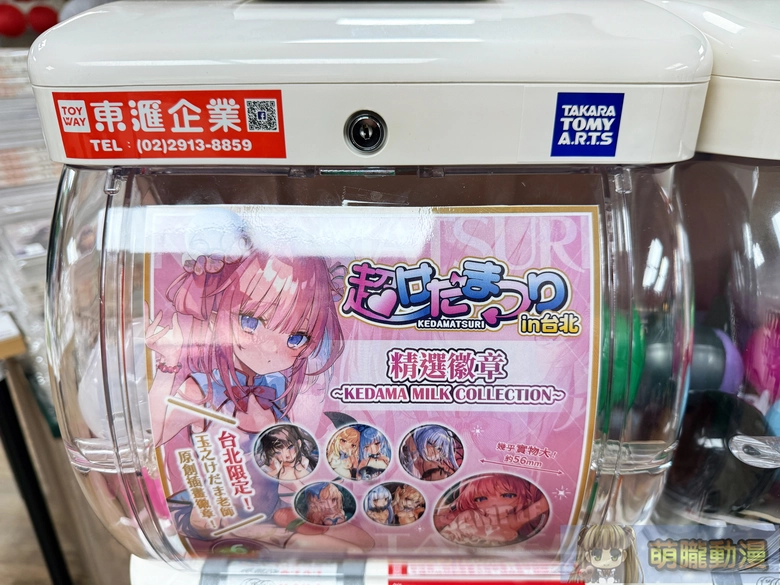 TOY WAY
東滙企業
TEL：(02)2913-8859
TAKARA
TOMY
A.R.T.S
超けだまつり
KEDAMATSURI
in台北
精選徽章
~KEDAMA MILK COLLECTION~
台北限定！
玉之けだま老師
原創插畫徽章！
幾乎實物大！
約56mm
萌朧動漫